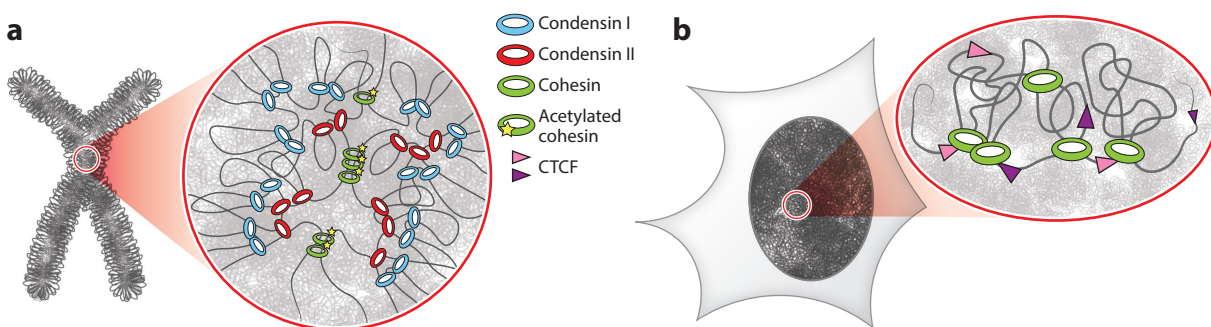 a
Condensin I
Condensin II
Cohesin
Acetylated
cohesin
CTCF
b